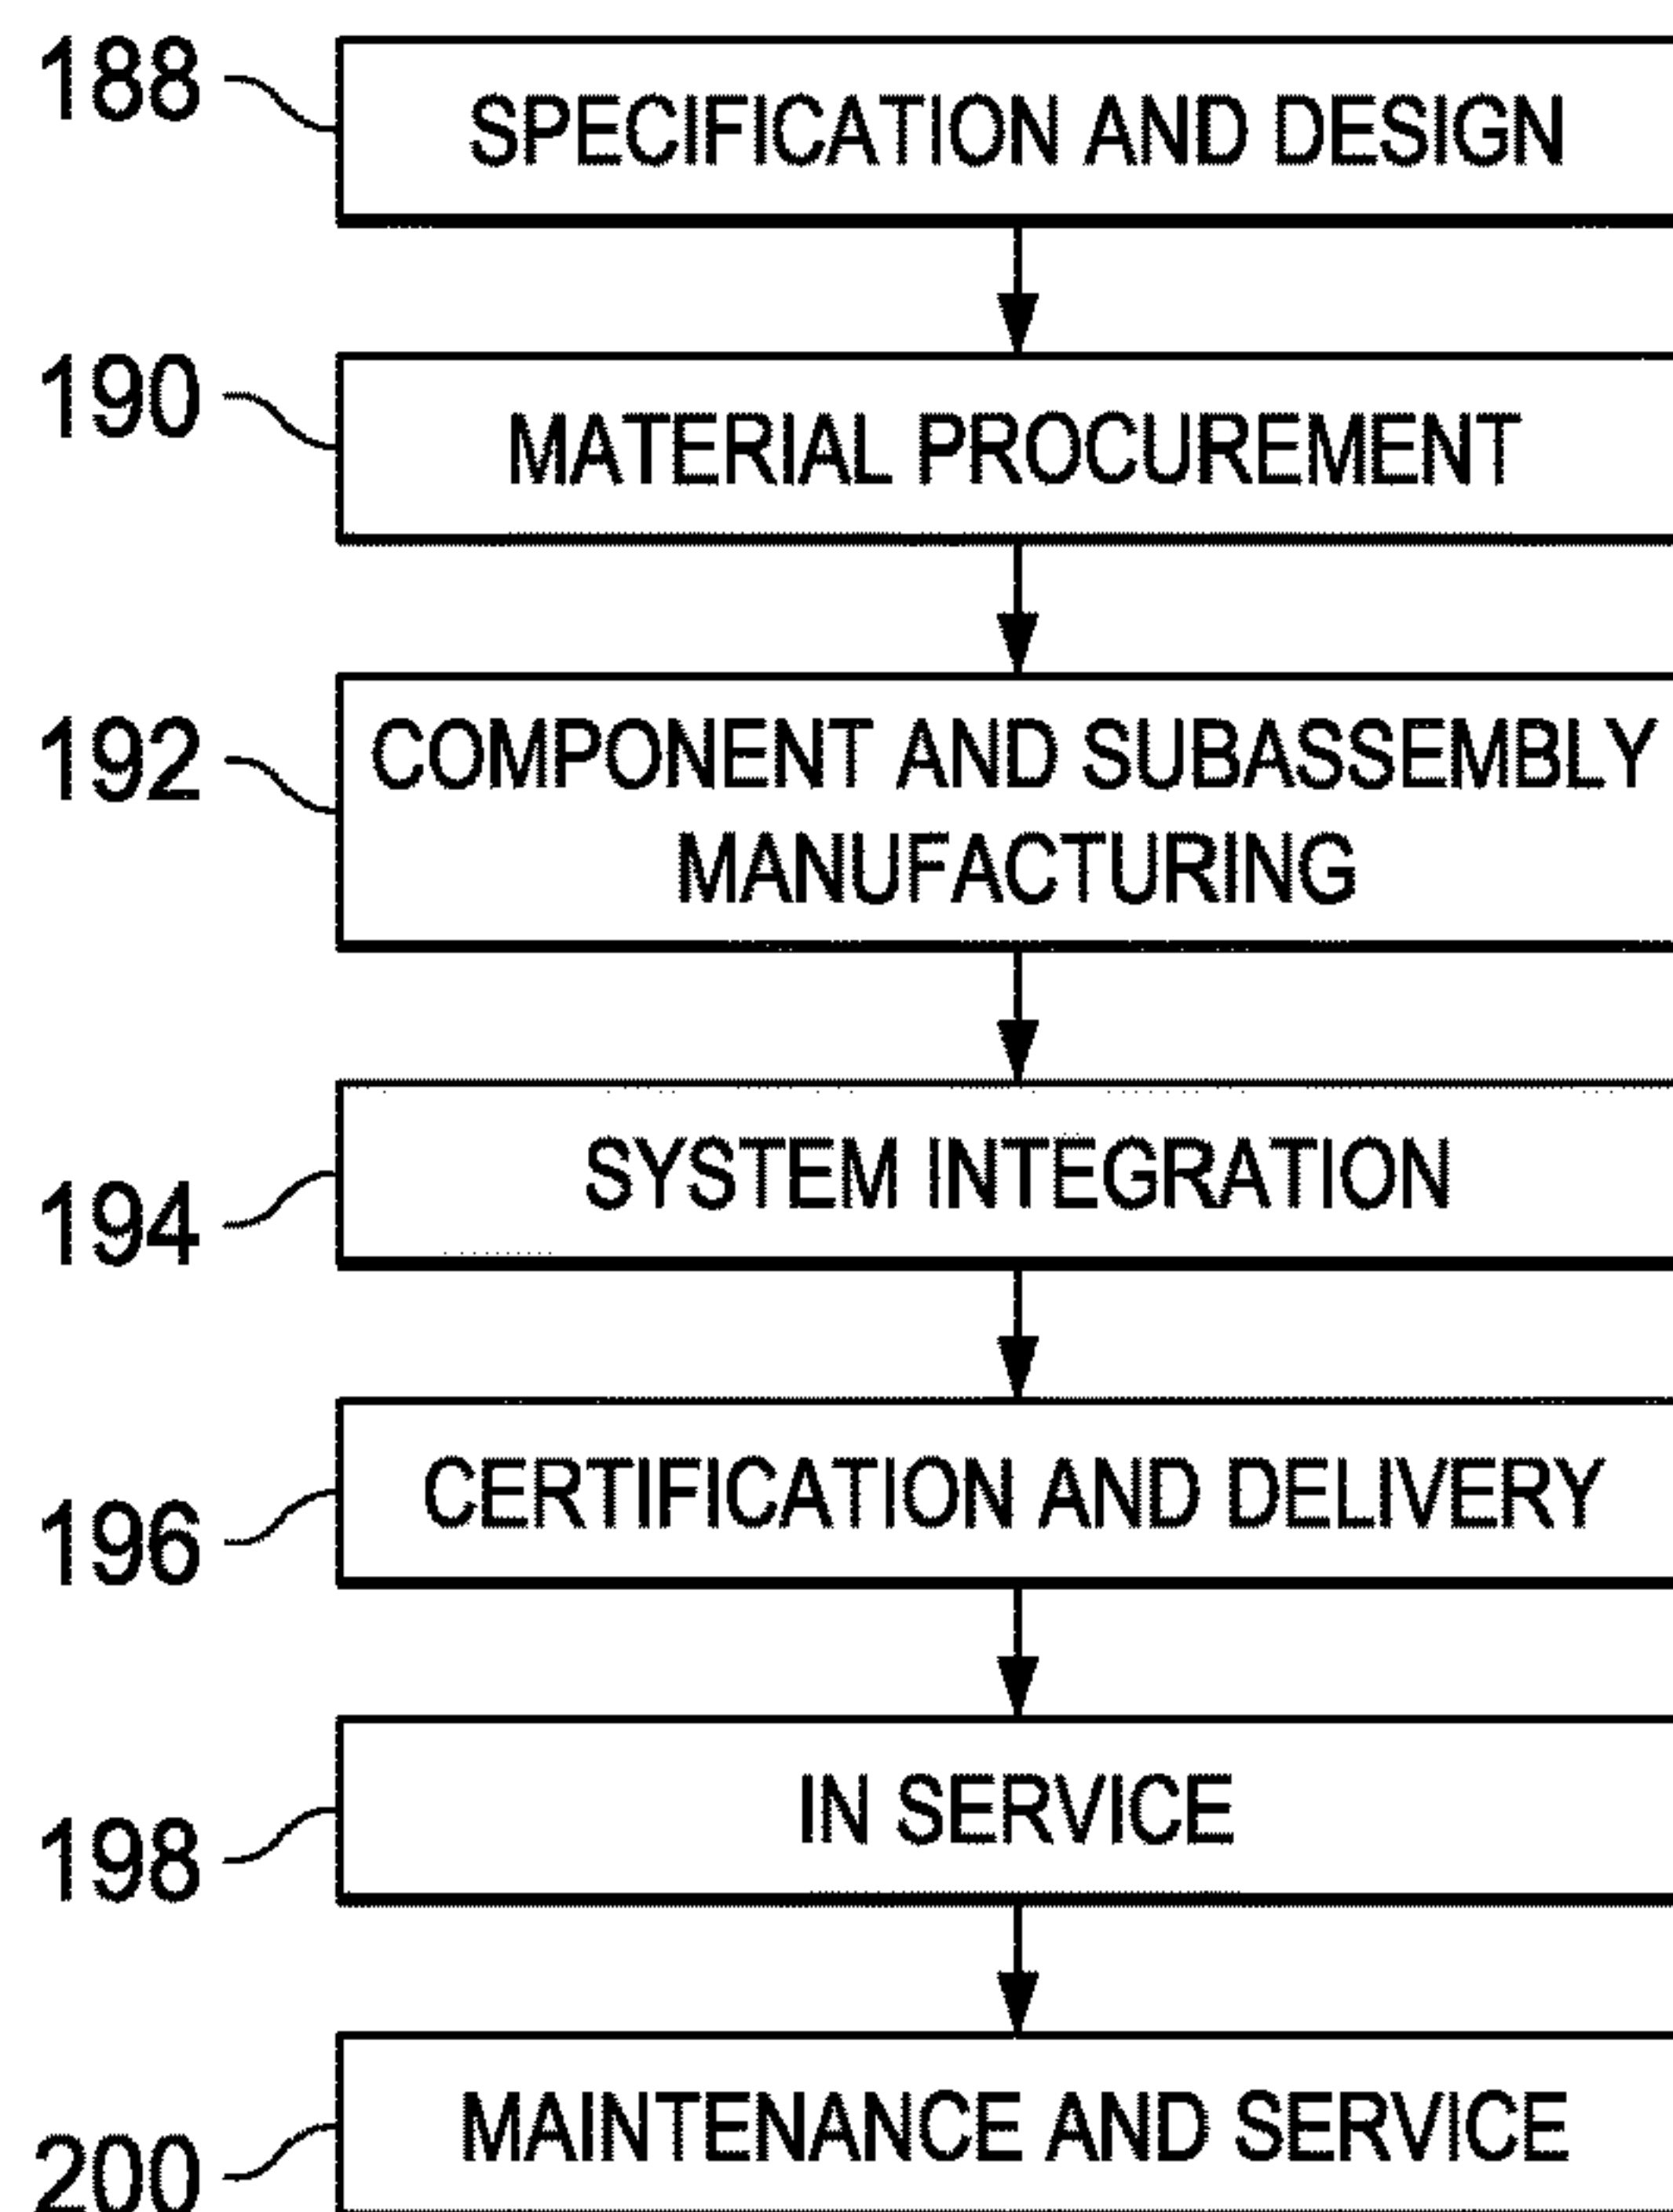 188
SPECIFICATION AND DESIGN
190
MATERIAL PROCUREMENT
192
COMPONENT AND SUBASSEMBLY
MANUFACTURING
194
SYSTEM INTEGRATION
196
CERTIFICATION AND DELIVERY
198
IN SERVICE
200
MAINTENANCE AND SERVICE